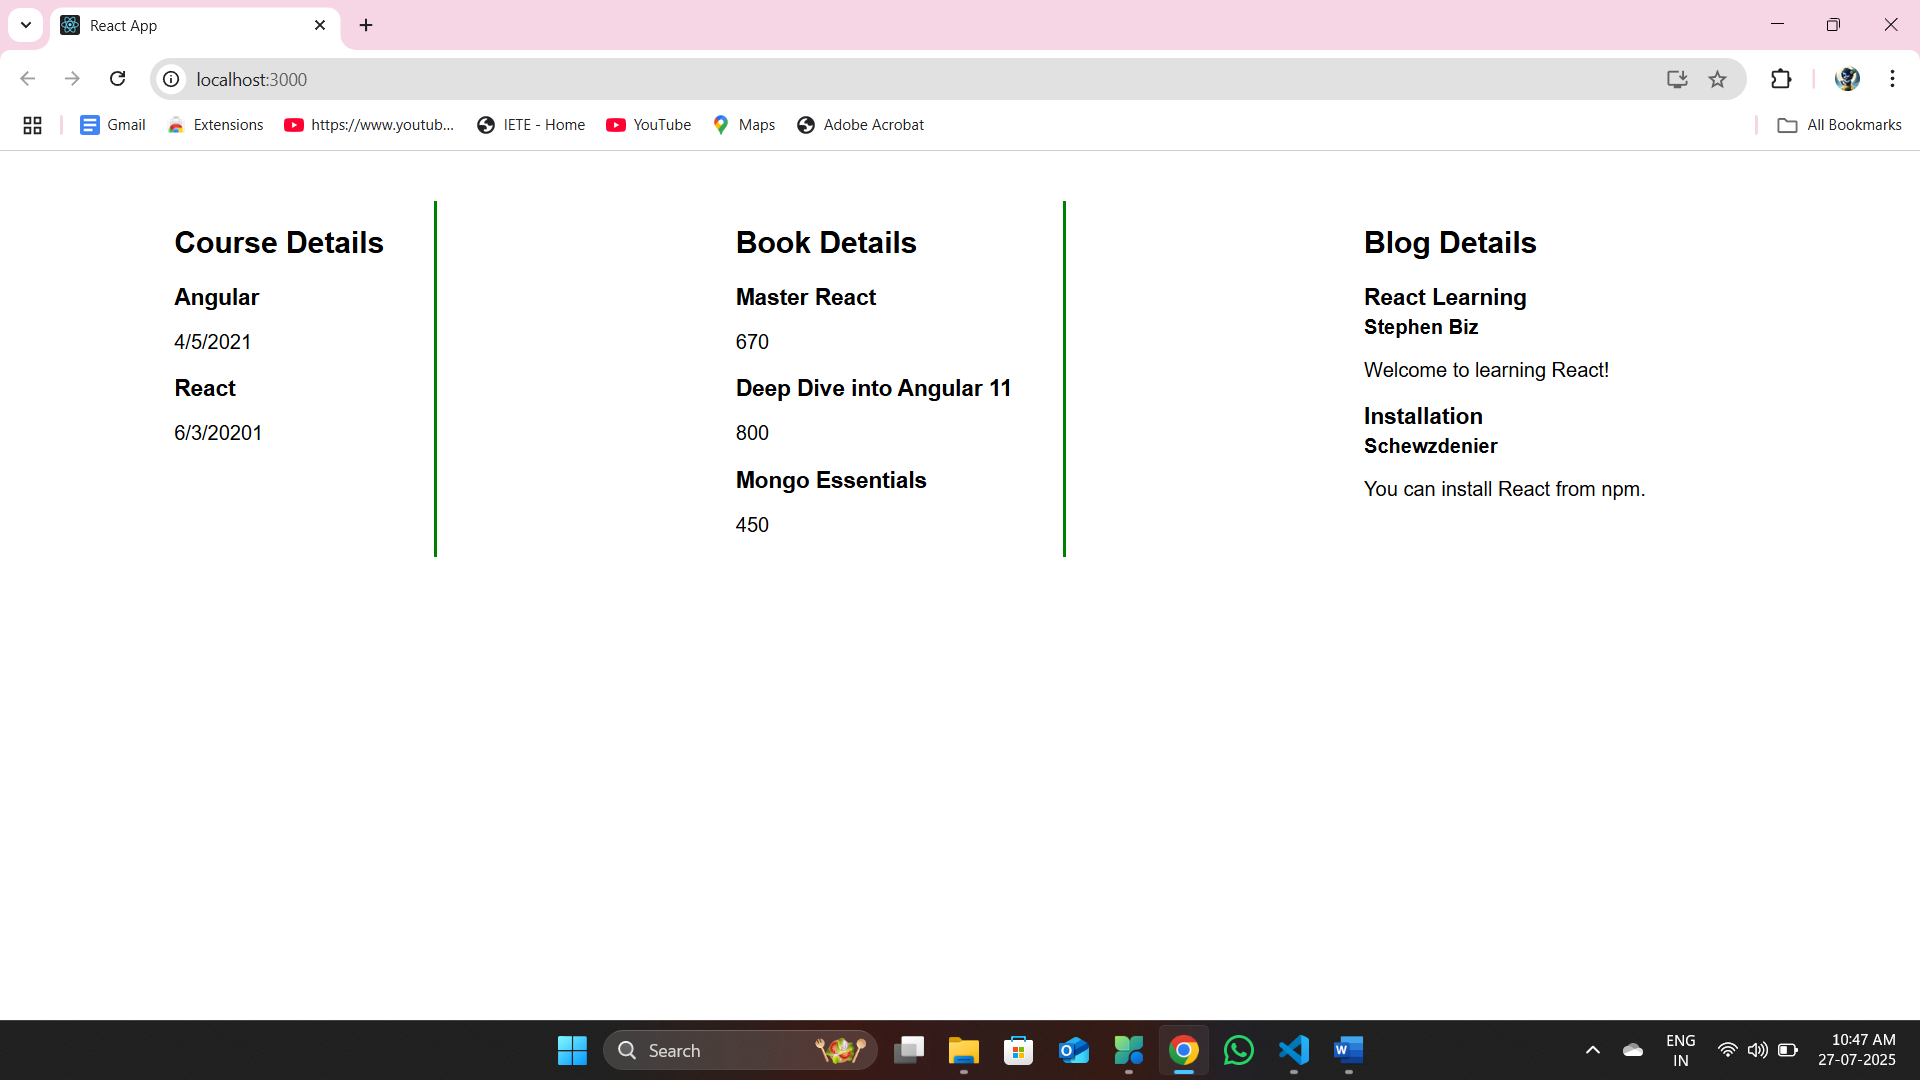 React App
localhost:3000
Gmail
Extensions
https://www.youtub...
IETE - Home
YouTube
Maps
Adobe Acrobat
All Bookmarks
Course Details
Angular
4/5/2021
React
6/3/20201
Book Details
Master React
670
Deep Dive into Angular 11
800
Mongo Essentials
450
Blog Details
React Learning
Stephen Biz
Welcome to learning React!
Installation
Schewzdenier
You can install React from npm.
Search
ENG
IN
10:47 AM
27-07-2025